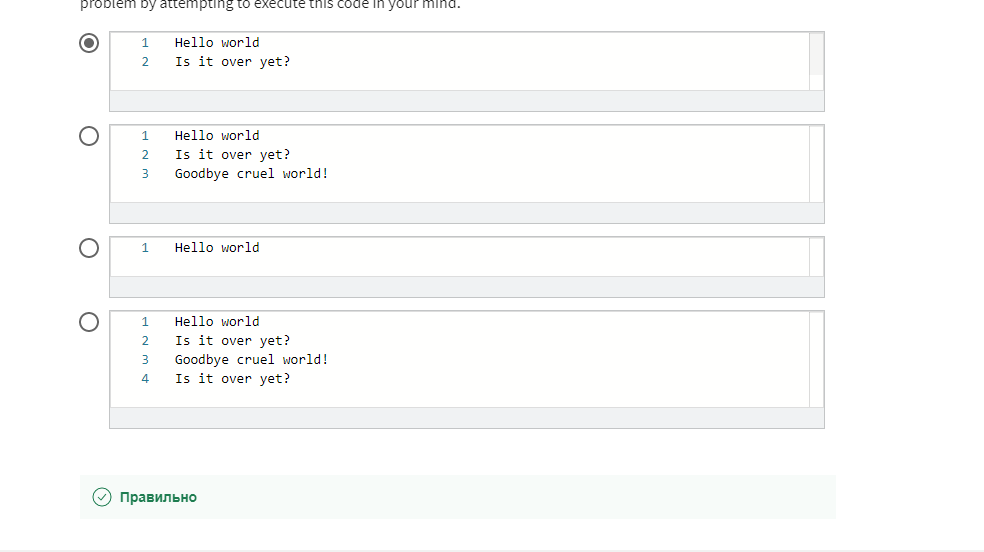 problem by attempting to execute this code in your mind.
1 Hello world
2 Is it over yet?
1 Hello world
2 Is it over yet?
3 Goodbye cruel world!
1 Hello world
1 Hello world
2 Is it over yet?
3 Goodbye cruel world!
4 Is it over yet?
Правильно